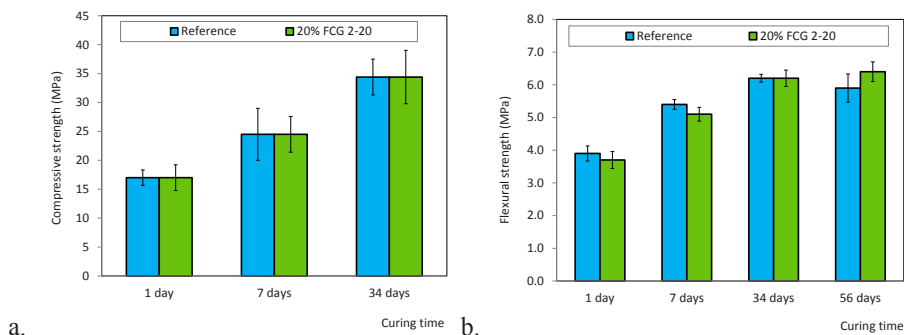 a.
Compressive strength (MPa)
45
40
35
30
25
20
15
10
5
0
Reference
20% FCG 2-20
1 day
7 days
34 days
Curing time
b.
Flexural strength (MPa)
8.0
7.0
6.0
5.0
4.0
3.0
2.0
1.0
0.0
Reference
20% FCG 2-20
1 day
7 days
34 days
56 days
Curing time